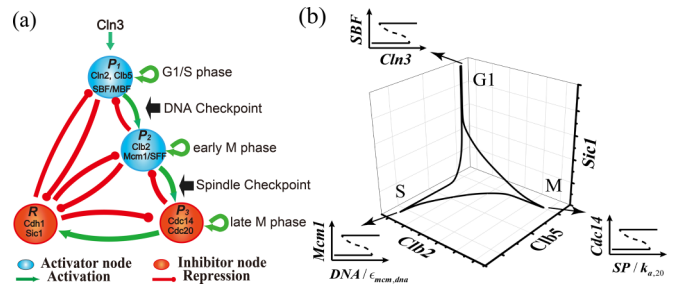 (a)
Cln3
P1
Cln2, Clb5
SBF/MBF
G1/S phase
DNA Checkpoint
P2
Clb2
Mcm1/SFF
early M phase
Spindle Checkpoint
R
Cdh1
Sic1
P3
Cdc14
Cdc20
late M phase
Activator node
Inhibitor node
Activation
Repression
(b)
SBF
Cln3
G1
Sic1
S
M
Mcm1
DNA / ϵmcm,dna
Clb2
Clb5
Cdc14
SP / ka,20